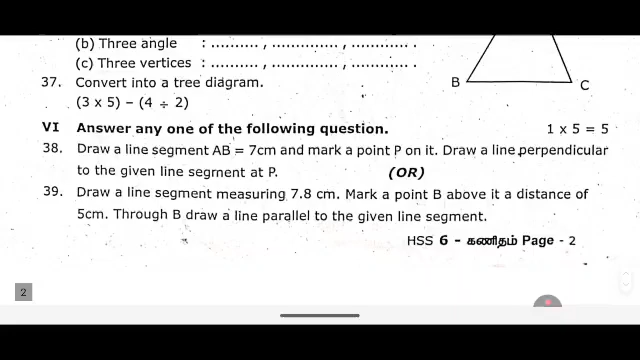 (b) Three angle : .........., .............., ............
(c) Three vertices : .........., .............., ............
B C
37. Convert into a tree diagram.
(3 x 5) – (4 ÷ 2)
VI Answer any one of the following question. 1 x 5 = 5
38. Draw a line segment AB = 7cm and mark a point P on it. Draw a line perpendicular
to the given line segment at P. (OR)
39. Draw a line segment measuring 7.8 cm. Mark a point B above it a distance of
5cm. Through B draw a line parallel to the given line segment.
HSS 6 - கணிதம் Page - 2
2